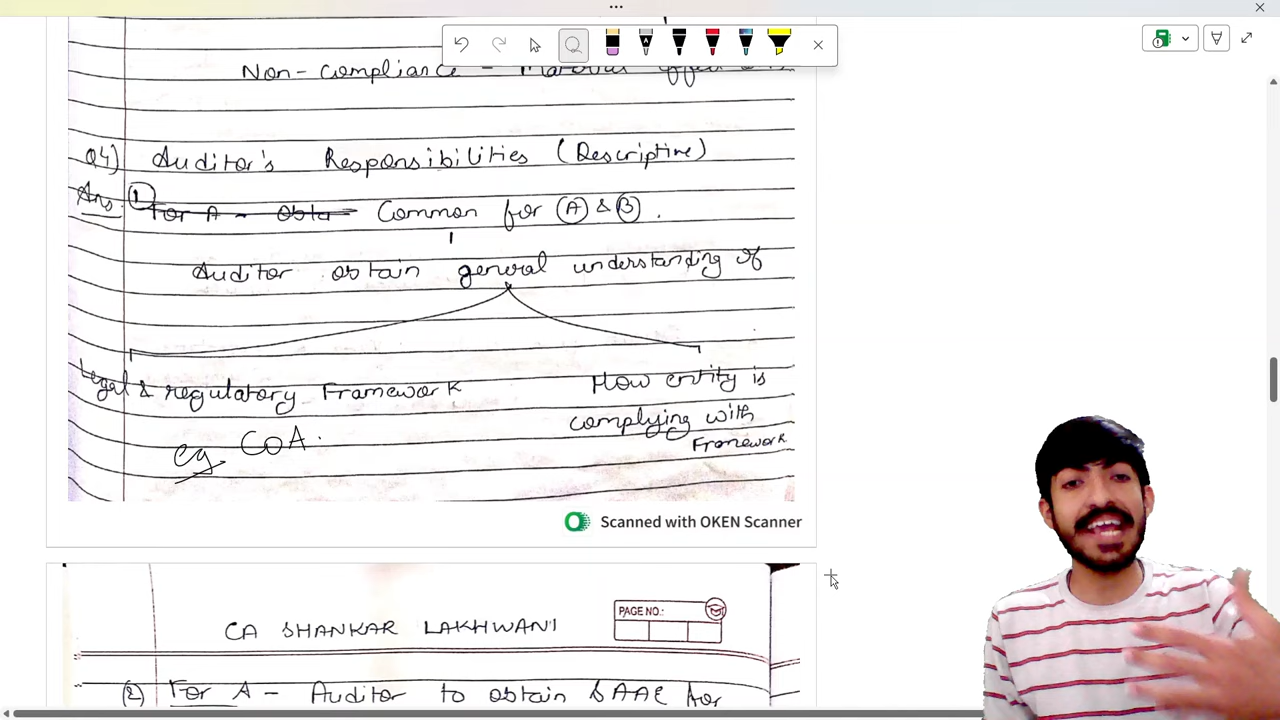 Non-Compliance -
Q4) Auditor's Responsibilities (Descriptive)
Ans. ① For A - Obta Common for Ⓐ & Ⓑ.
Auditor obtain general understanding of
Legal & regulatory Framework
How entity is
complying with
Framework
eg CoA.
Scanned with OKEN Scanner
PAGE NO.:
CA SHANKAR LAKHWANI
(2) For A - Auditor to obtain SAAE for